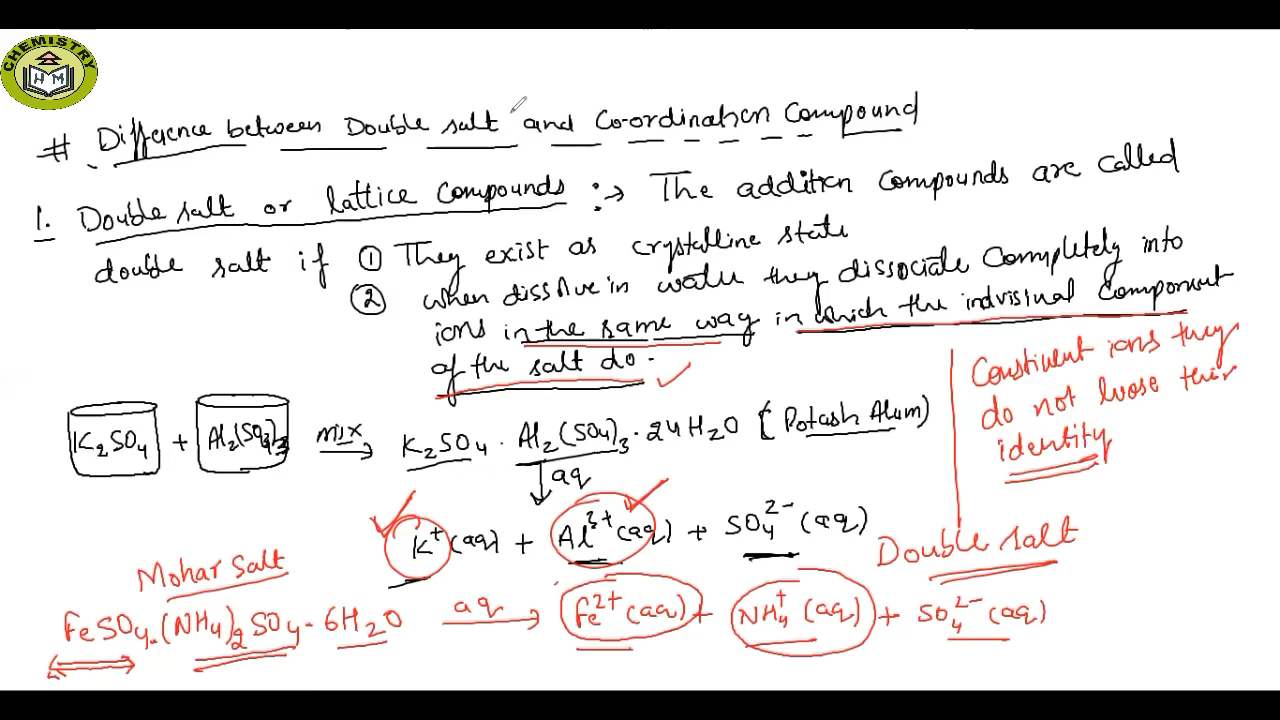 CHEMISTRY
HM
# Difference between Double salt and Co-ordination Compound
1. Double salt or lattice Compounds :→ The addition Compounds are called
double salt if ① They exist as crystalline state
② when dissolve in water they dissociate Completely into
ions in the same way in which the indvisinal Component
of the salt do.
Constiuent ions they
do not loose thir
identity
K₂SO₄ + Al₂(SO₄)₃ mix → K₂SO₄ . Al₂(SO₄)₃ . 24H₂O [Potash Alum)
↓ aq
K⁺(aq) + Al³⁺(aq) + SO₄²⁻(aq)
Double salt
Mohar Salt
FeSO₄.(NH₄)₂SO₄.6H₂O aq → Fe²⁺(aq) + NH₄⁺(aq) + SO₄²⁻(aq)